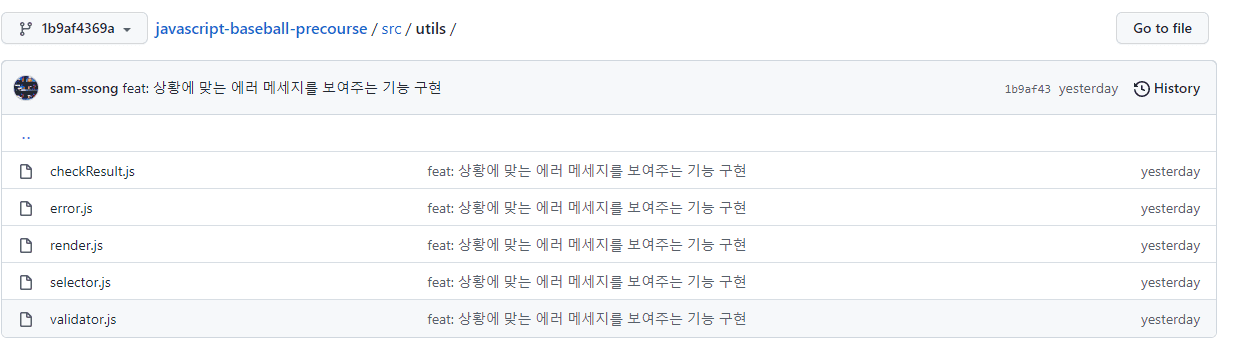 1b9af4369a javascript-baseball-precourse / src / utils / Go to file
sam-ssong feat: 상황에 맞는 에러 메세지를 보여주는 기능 구현 1b9af43 yesterday History
..
checkResult.js feat: 상황에 맞는 에러 메세지를 보여주는 기능 구현 yesterday
error.js feat: 상황에 맞는 에러 메세지를 보여주는 기능 구현 yesterday
render.js feat: 상황에 맞는 에러 메세지를 보여주는 기능 구현 yesterday
selector.js feat: 상황에 맞는 에러 메세지를 보여주는 기능 구현 yesterday
validator.js feat: 상황에 맞는 에러 메세지를 보여주는 기능 구현 yesterday